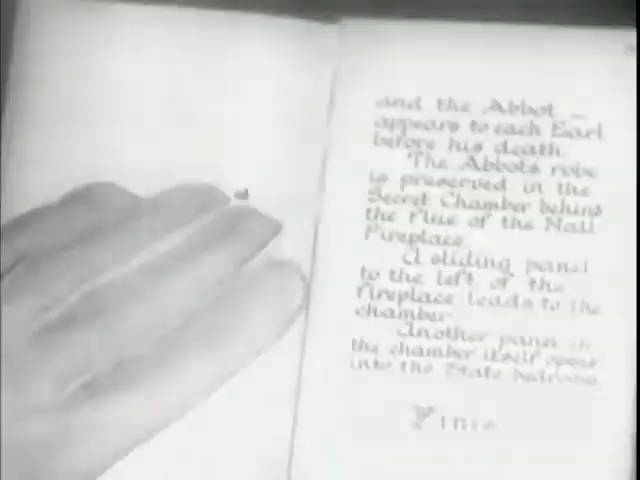 and the Abbot —
appears to each Earl
before his death.
The Abbots robe
is preserved in the
Secret Chamber behind
the Flue of the Hall
Fireplace.
A sliding panel
to the left of the
fireplace leads to the
chamber.
Another panel in
the chamber itself opens
into the State bedroom
Finis